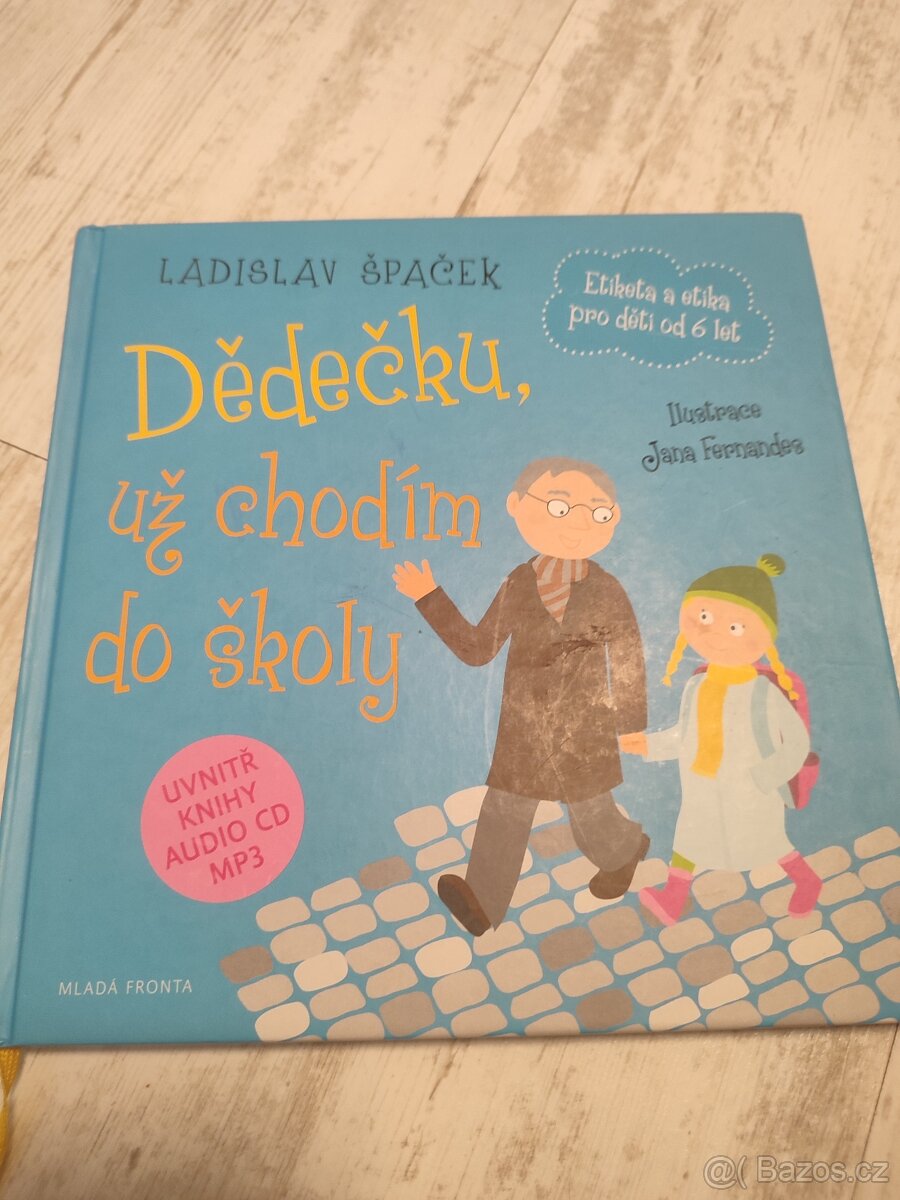 LADISLAV ŠPAČEK
Etiketa a etika
pro děti od 6 let
Dědečku,
už chodím
do školy
Ilustrace
Jana Fernandes
UVNITŘ
KNIHY
AUDIO CD
MP3
MLADÁ FRONTA
@( Bazos.cz